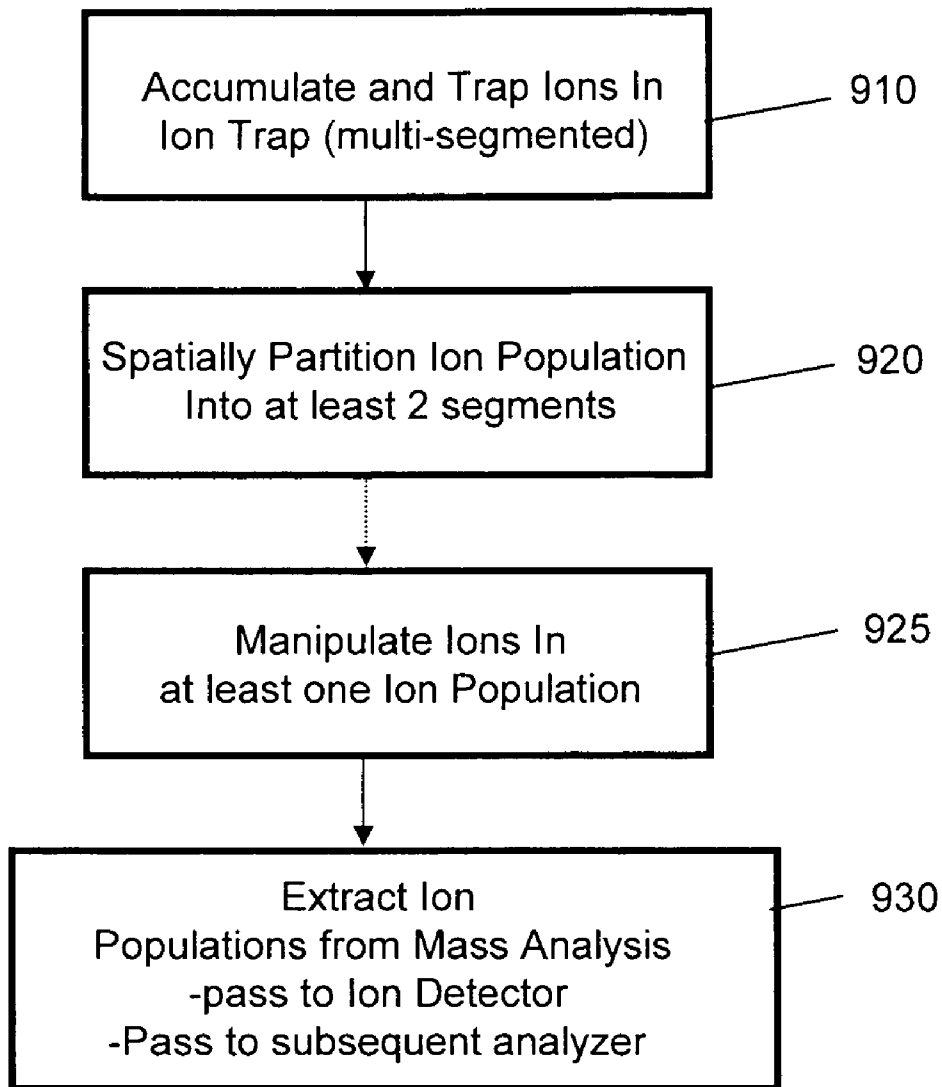 Accumulate and Trap Ions In
Ion Trap (multi-segmented)
910
Spatially Partition Ion Population
Into at least 2 segments
920
Manipulate Ions In
at least one Ion Population
925
Extract Ion
Populations from Mass Analysis
-pass to Ion Detector
-Pass to subsequent analyzer
930